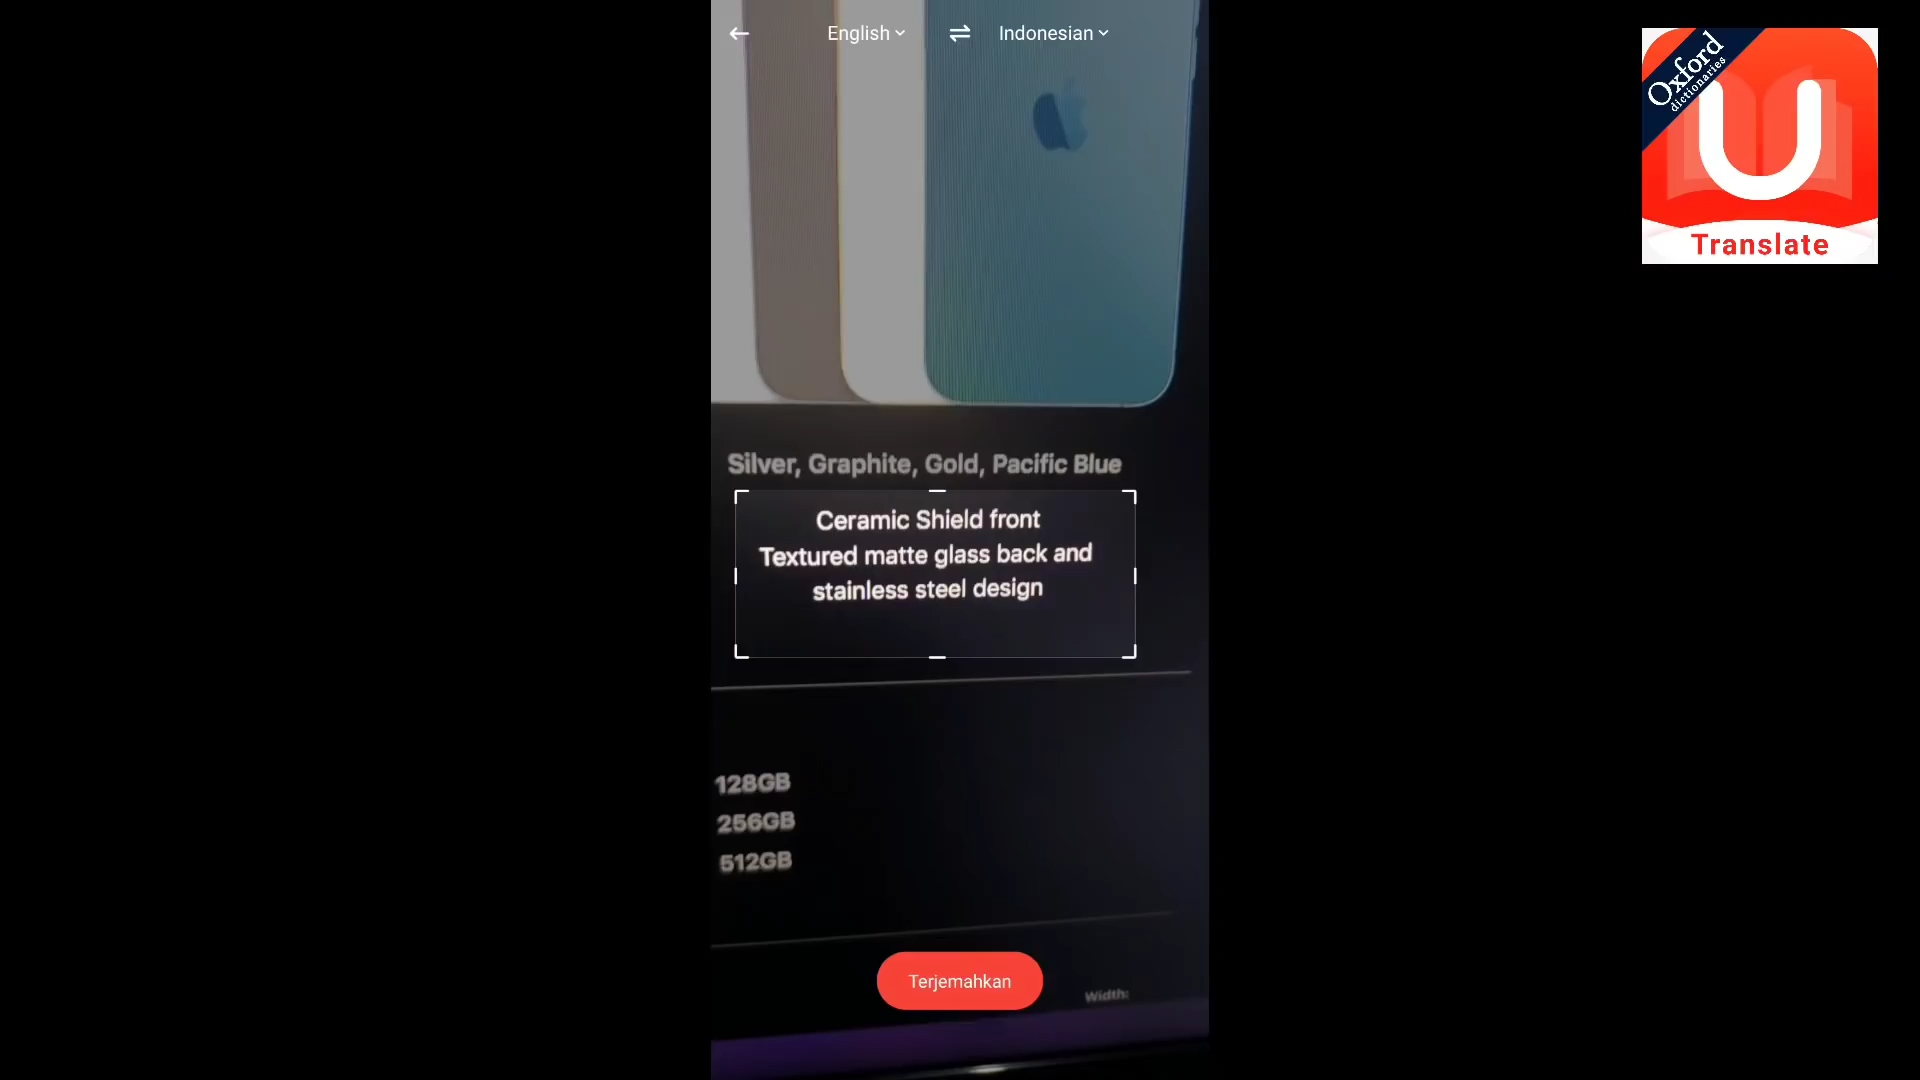 English
Indonesian
Oxford
dictionaries
U
Translate
Silver, Graphite, Gold, Pacific Blue
Ceramic Shield front
Textured matte glass back and
stainless steel design
128GB
256GB
512GB
Terjemahkan
Width: